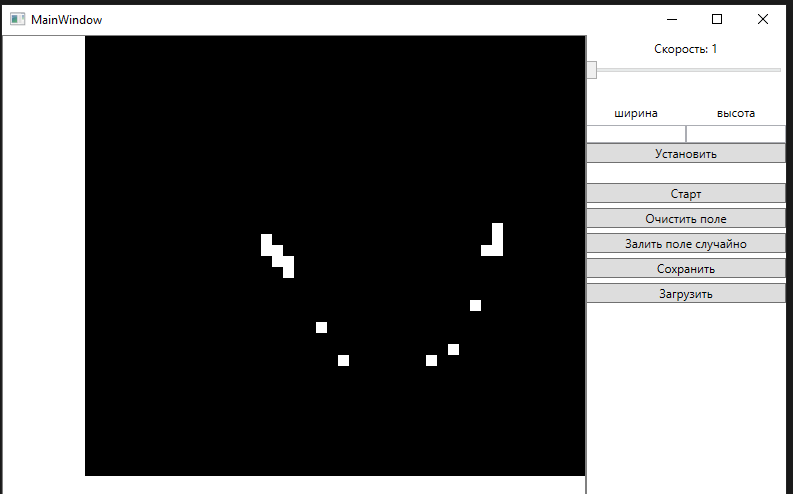 MainWindow
Скорость: 1
ширина высота
Установить
Старт
Очистить поле
Залить поле случайно
Сохранить
Загрузить